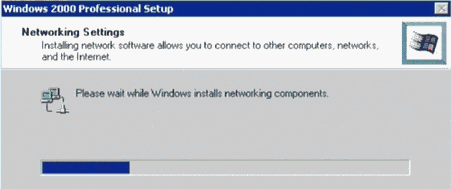 Windows 2000 Professional Setup
Networking Settings
Installing network software allows you to connect to other computers, networks,
and the Internet.
Please wait while Windows installs networking components.